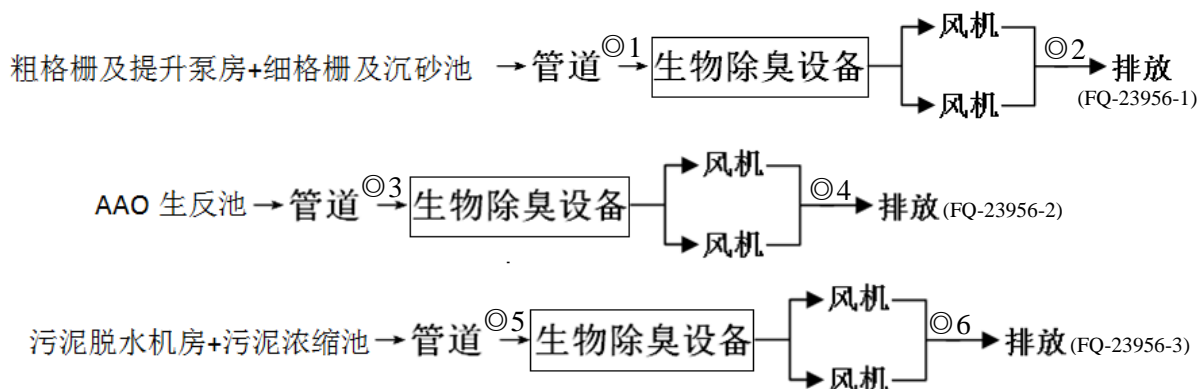 风机
粗格栅及提升泵房+细格栅及沉砂池 管道 ◎1 生物除臭设备 ◎2 排放
(FQ-23956-1)
风机
风机
AAO 生反池 管道 ◎3 生物除臭设备 ◎4 排放 (FQ-23956-2)
风机
风机
污泥脱水机房+污泥浓缩池 管道 ◎5 生物除臭设备 ◎6 排放 (FQ-23956-3)
风机